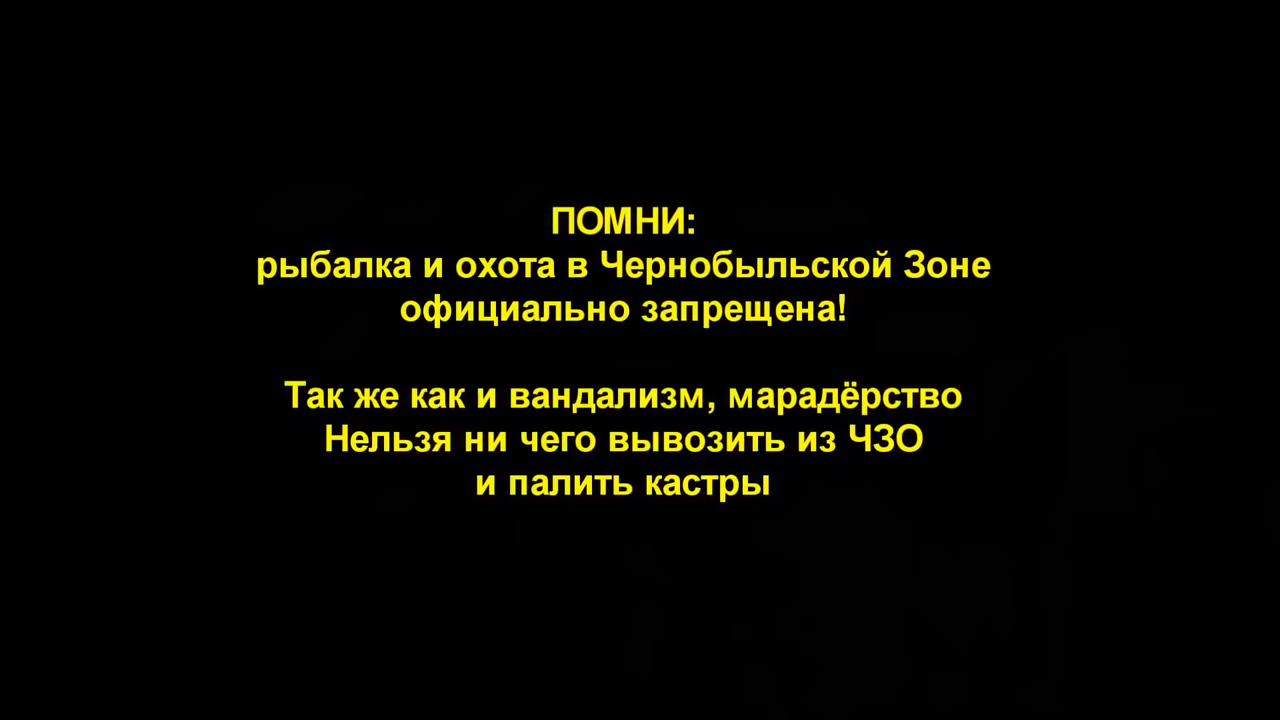 ПОМНИ:
рыбалка и охота в Чернобыльской Зоне
официально запрещена!
Так же как и вандализм, марадёрство
Нельзя ни чего вывозить из ЧЗО
и палить кастры